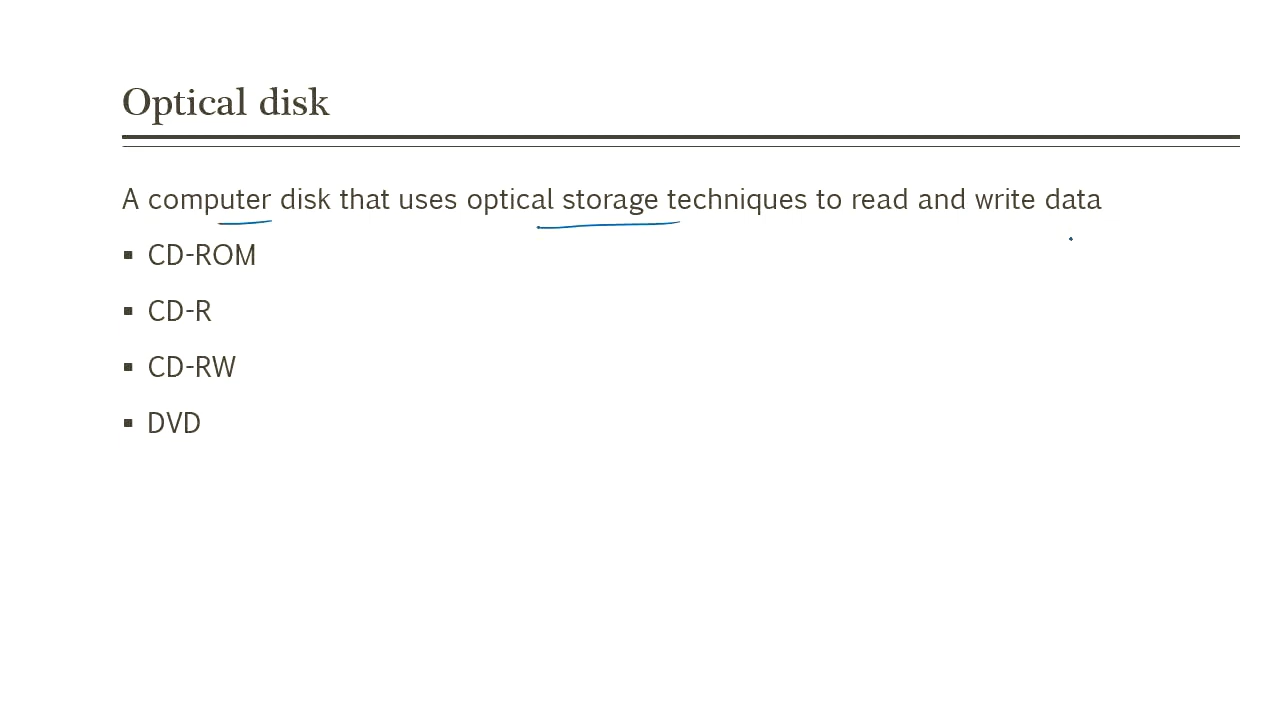 Optical disk
A computer disk that uses optical storage techniques to read and write data
▪ CD-ROM
▪ CD-R
▪ CD-RW
▪ DVD